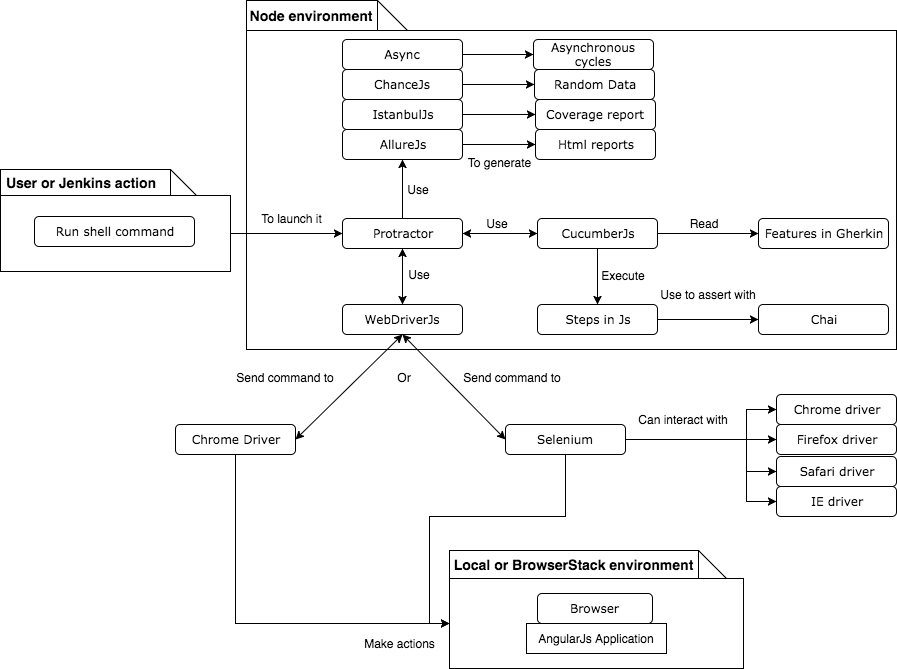 Node environment
Async
Asynchronous
cycles
ChanceJs
Random Data
IstanbulJs
Coverage report
AllureJs
Html reports
To generate
User or Jenkins action
Use
Run shell command
To launch it
Protractor
Use
CucumberJs
Read
Features in Gherkin
Use
Execute
Use to assert with
WebDriverJs
Steps in Js
Chai
Send command to
Or
Send command to
Chrome Driver
Selenium
Can interact with
Chrome driver
Firefox driver
Safari driver
IE driver
Local or BrowserStack environment
Browser
AngularJs Application
Make actions